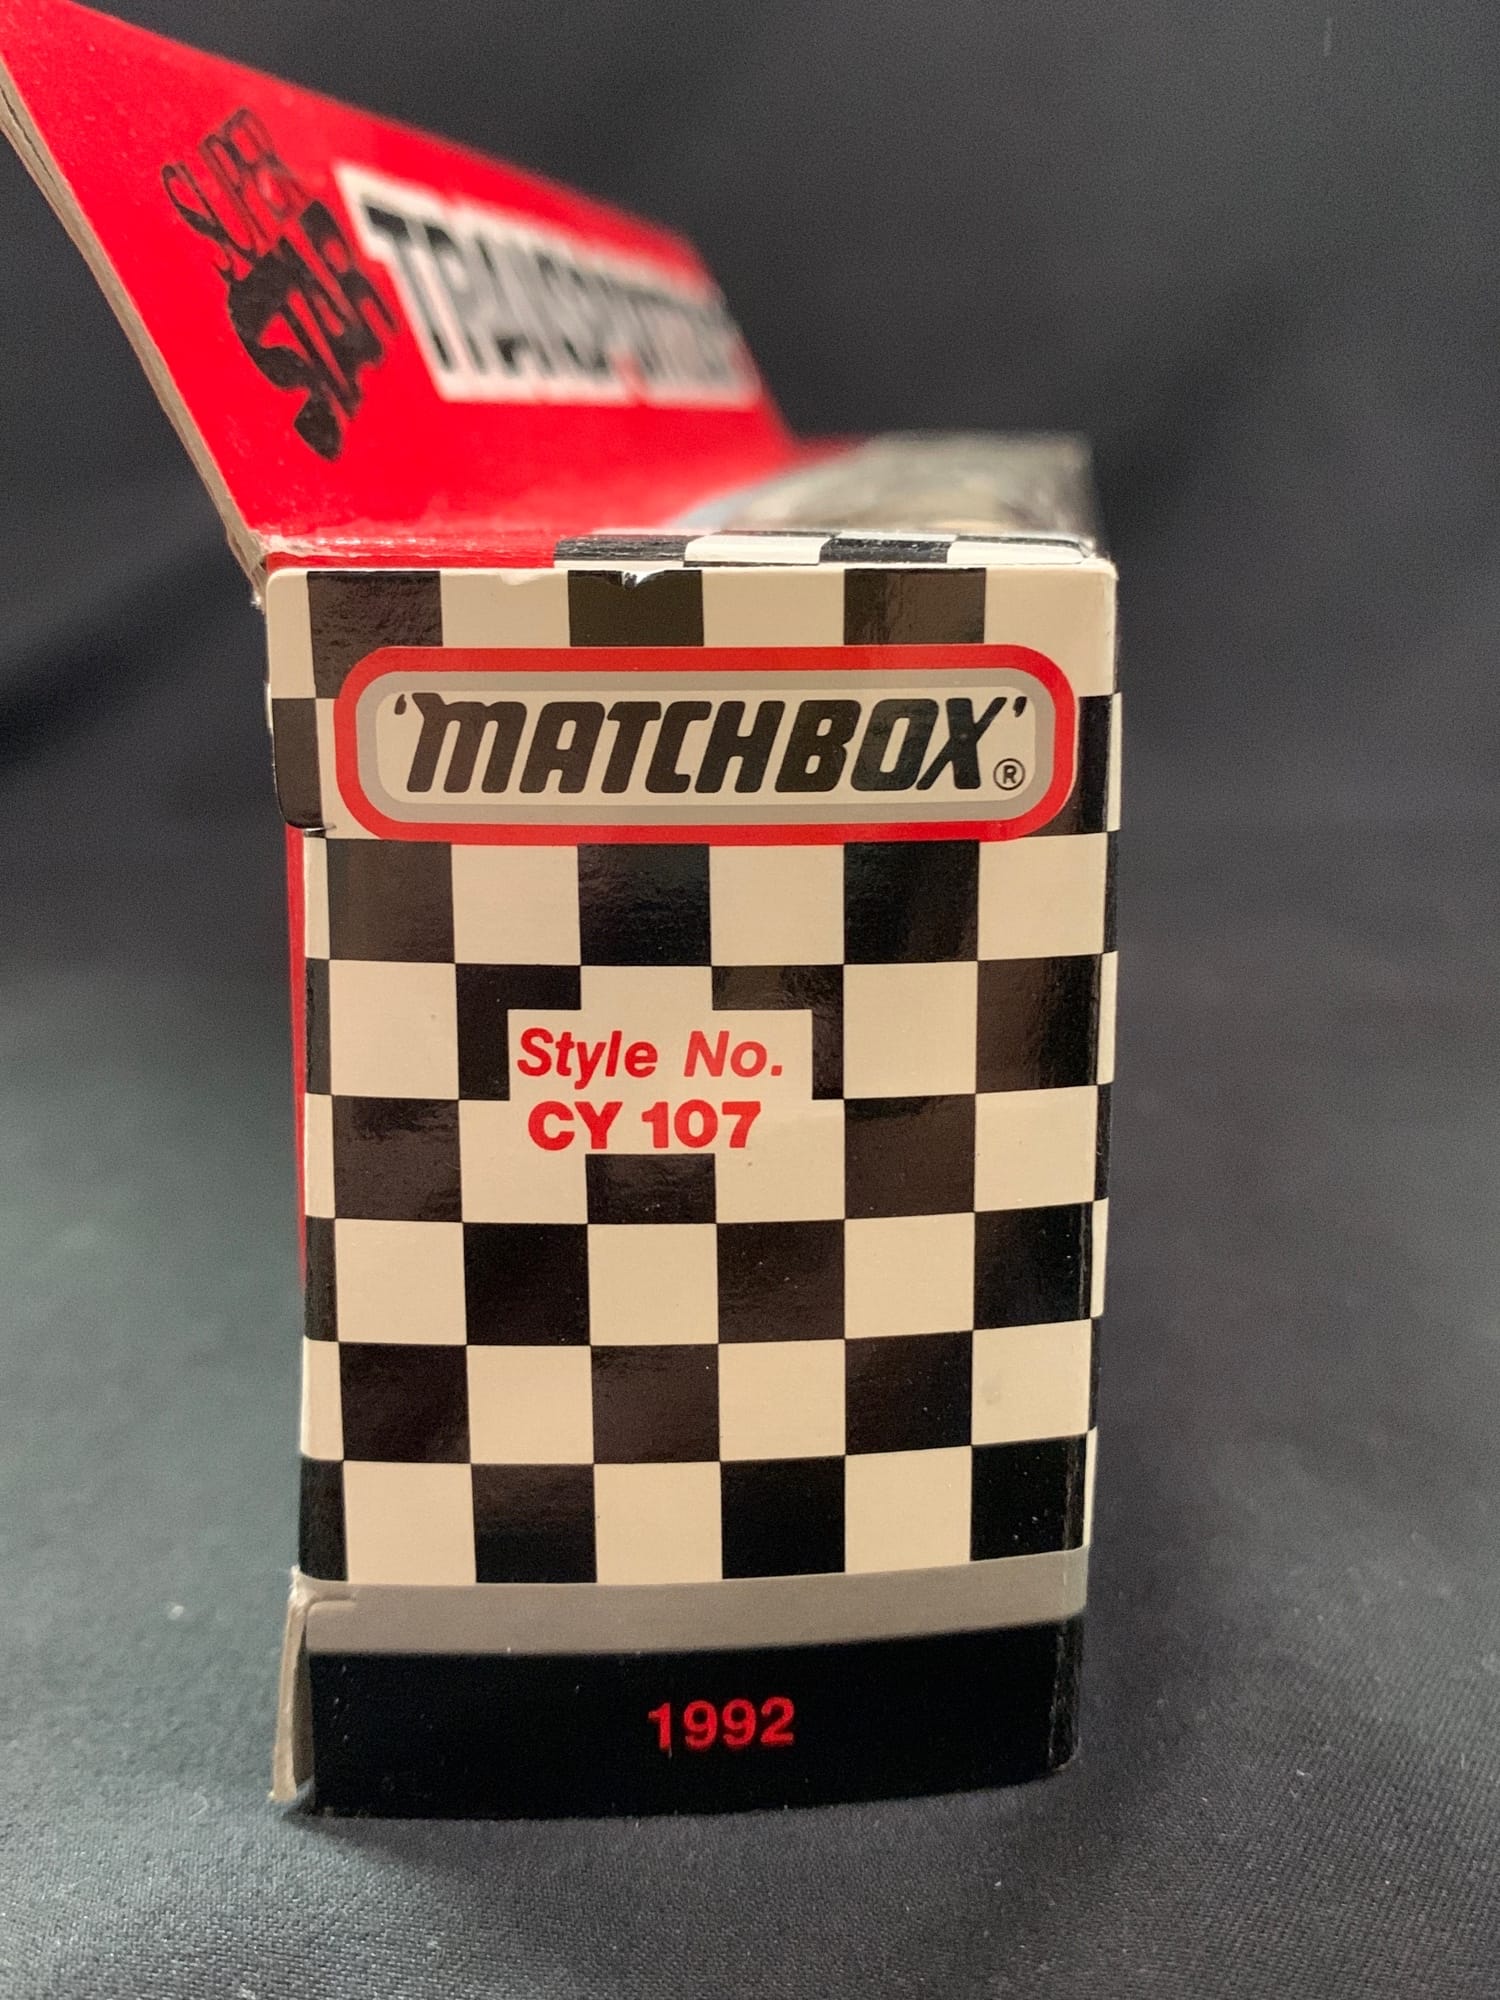 SUPER
STAR
TRANSPORTERS
'MATCHBOX'®
Style No.
CY 107
1992